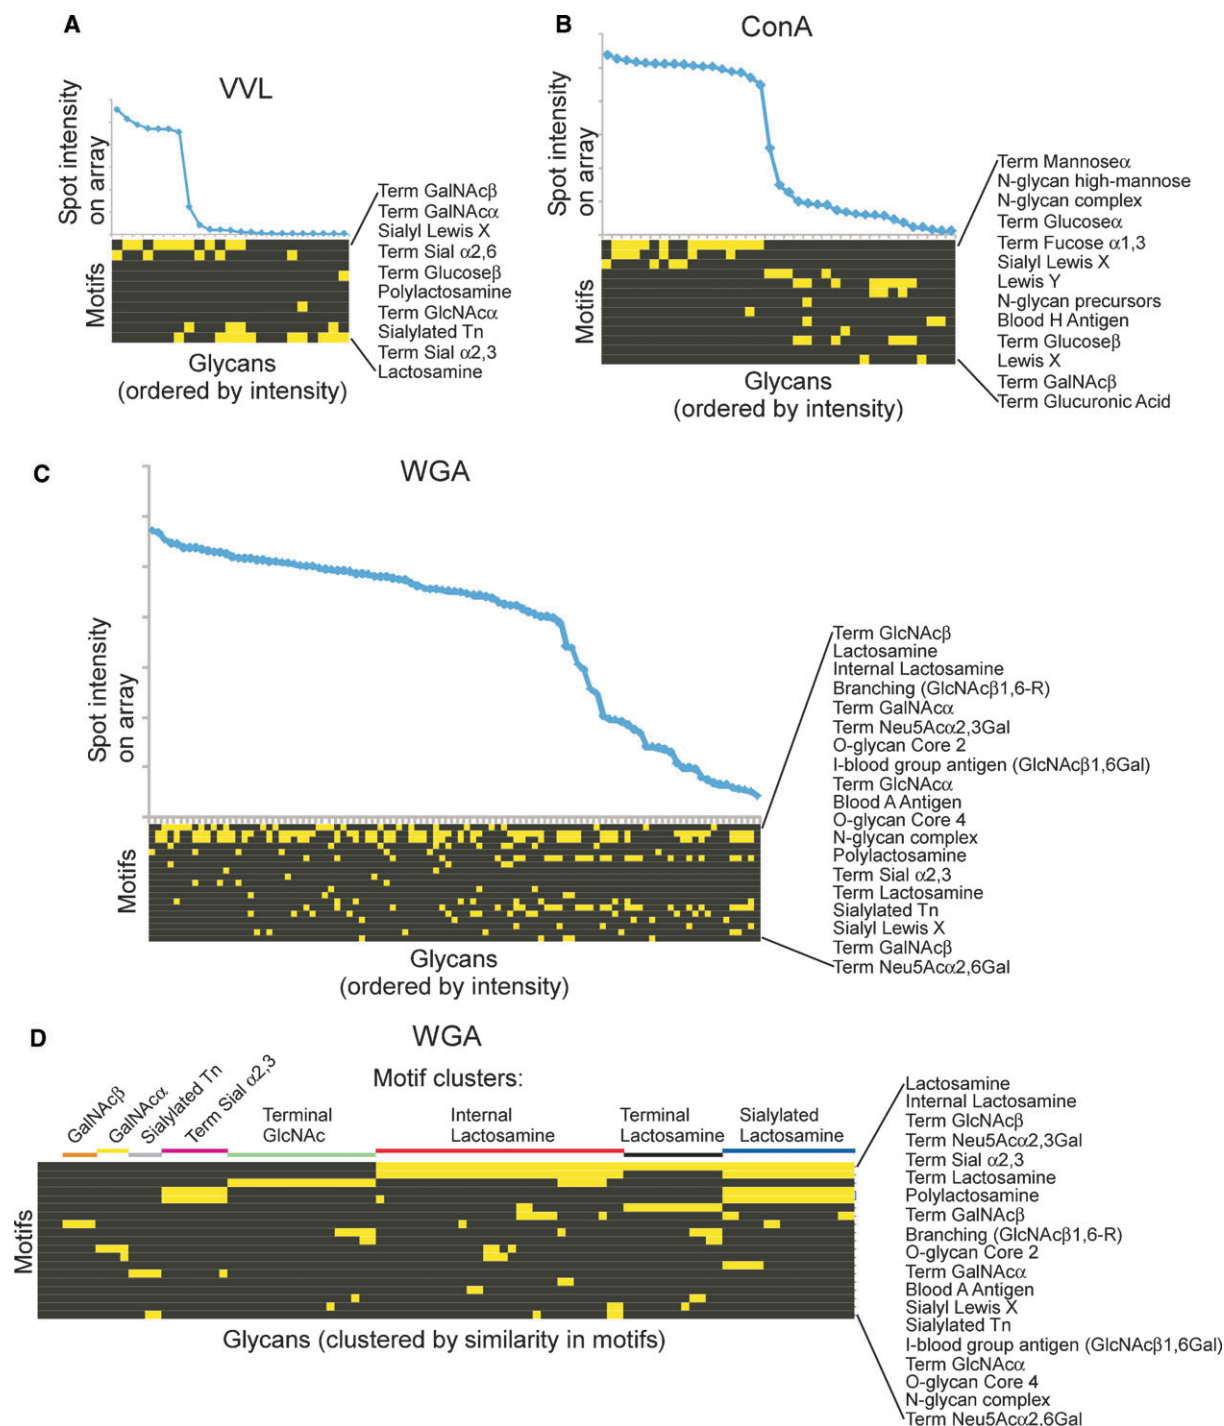 A
VVL
Spot intensity
on array
Motifs
Glycans
(ordered by intensity)
Term GalNAcβ
Term GalNAcα
Sialyl Lewis X
Term Sial α2,6
Term Glucoseβ
Polylactosamine
Term GlcNAcα
Sialylated Tn
Term Sial α2,3
Lactosamine
B
ConA
Spot intensity
on array
Motifs
Glycans
(ordered by intensity)
Term Mannoseα
N-glycan high-mannose
N-glycan complex
Term Glucoseα
Term Fucose α1,3
Sialyl Lewis X
Lewis Y
N-glycan precursors
Blood H Antigen
Term Glucoseβ
Lewis X
Term GalNAcβ
Term Glucuronic Acid
C
WGA
Spot intensity
on array
Motifs
Glycans
(ordered by intensity)
Term GlcNAcβ
Lactosamine
Internal Lactosamine
Branching (GlcNAcβ1,6-R)
Term GalNAcα
Term Neu5Acα2,3Gal
O-glycan Core 2
I-blood group antigen (GlcNAcβ1,6Gal)
Term GlcNAcα
Blood A Antigen
O-glycan Core 4
N-glycan complex
Polylactosamine
Term Sial α2,3
Term Lactosamine
Sialylated Tn
Sialyl Lewis X
Term GalNAcβ
Term Neu5Acα2,6Gal
D
WGA
Motif clusters:
GalNAcβ
GalNAcα
Sialylated Tn
Term Sial α2,3
Terminal
GlcNAc
Internal
Lactosamine
Terminal
Lactosamine
Sialylated
Lactosamine
Motifs
Glycans (clustered by similarity in motifs)
Lactosamine
Internal Lactosamine
Term GlcNAcβ
Term Neu5Acα2,3Gal
Term Sial α2,3
Term Lactosamine
Polylactosamine
Term GalNAcβ
Branching (GlcNAcβ1,6-R)
O-glycan Core 2
Term GalNAcα
Blood A Antigen
Sialyl Lewis X
Sialylated Tn
I-blood group antigen (GlcNAcβ1,6Gal)
Term GlcNAcα
O-glycan Core 4
N-glycan complex
Term Neu5Acα2,6Gal